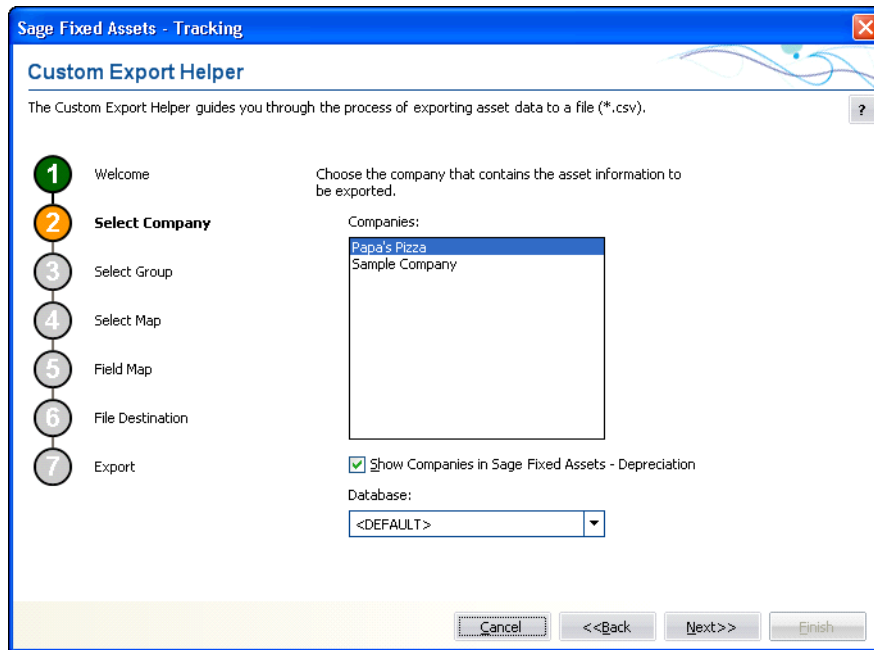 Sage Fixed Assets - Tracking
Custom Export Helper
The Custom Export Helper guides you through the process of exporting asset data to a file (*.csv).
?
1 Welcome
2 Select Company
3 Select Group
4 Select Map
5 Field Map
6 File Destination
7 Export
Choose the company that contains the asset information to
be exported.
Companies:
Papa's Pizza
Sample Company
Show Companies in Sage Fixed Assets - Depreciation
Database:
<DEFAULT>
Cancel
<<Back
Next>>
Finish